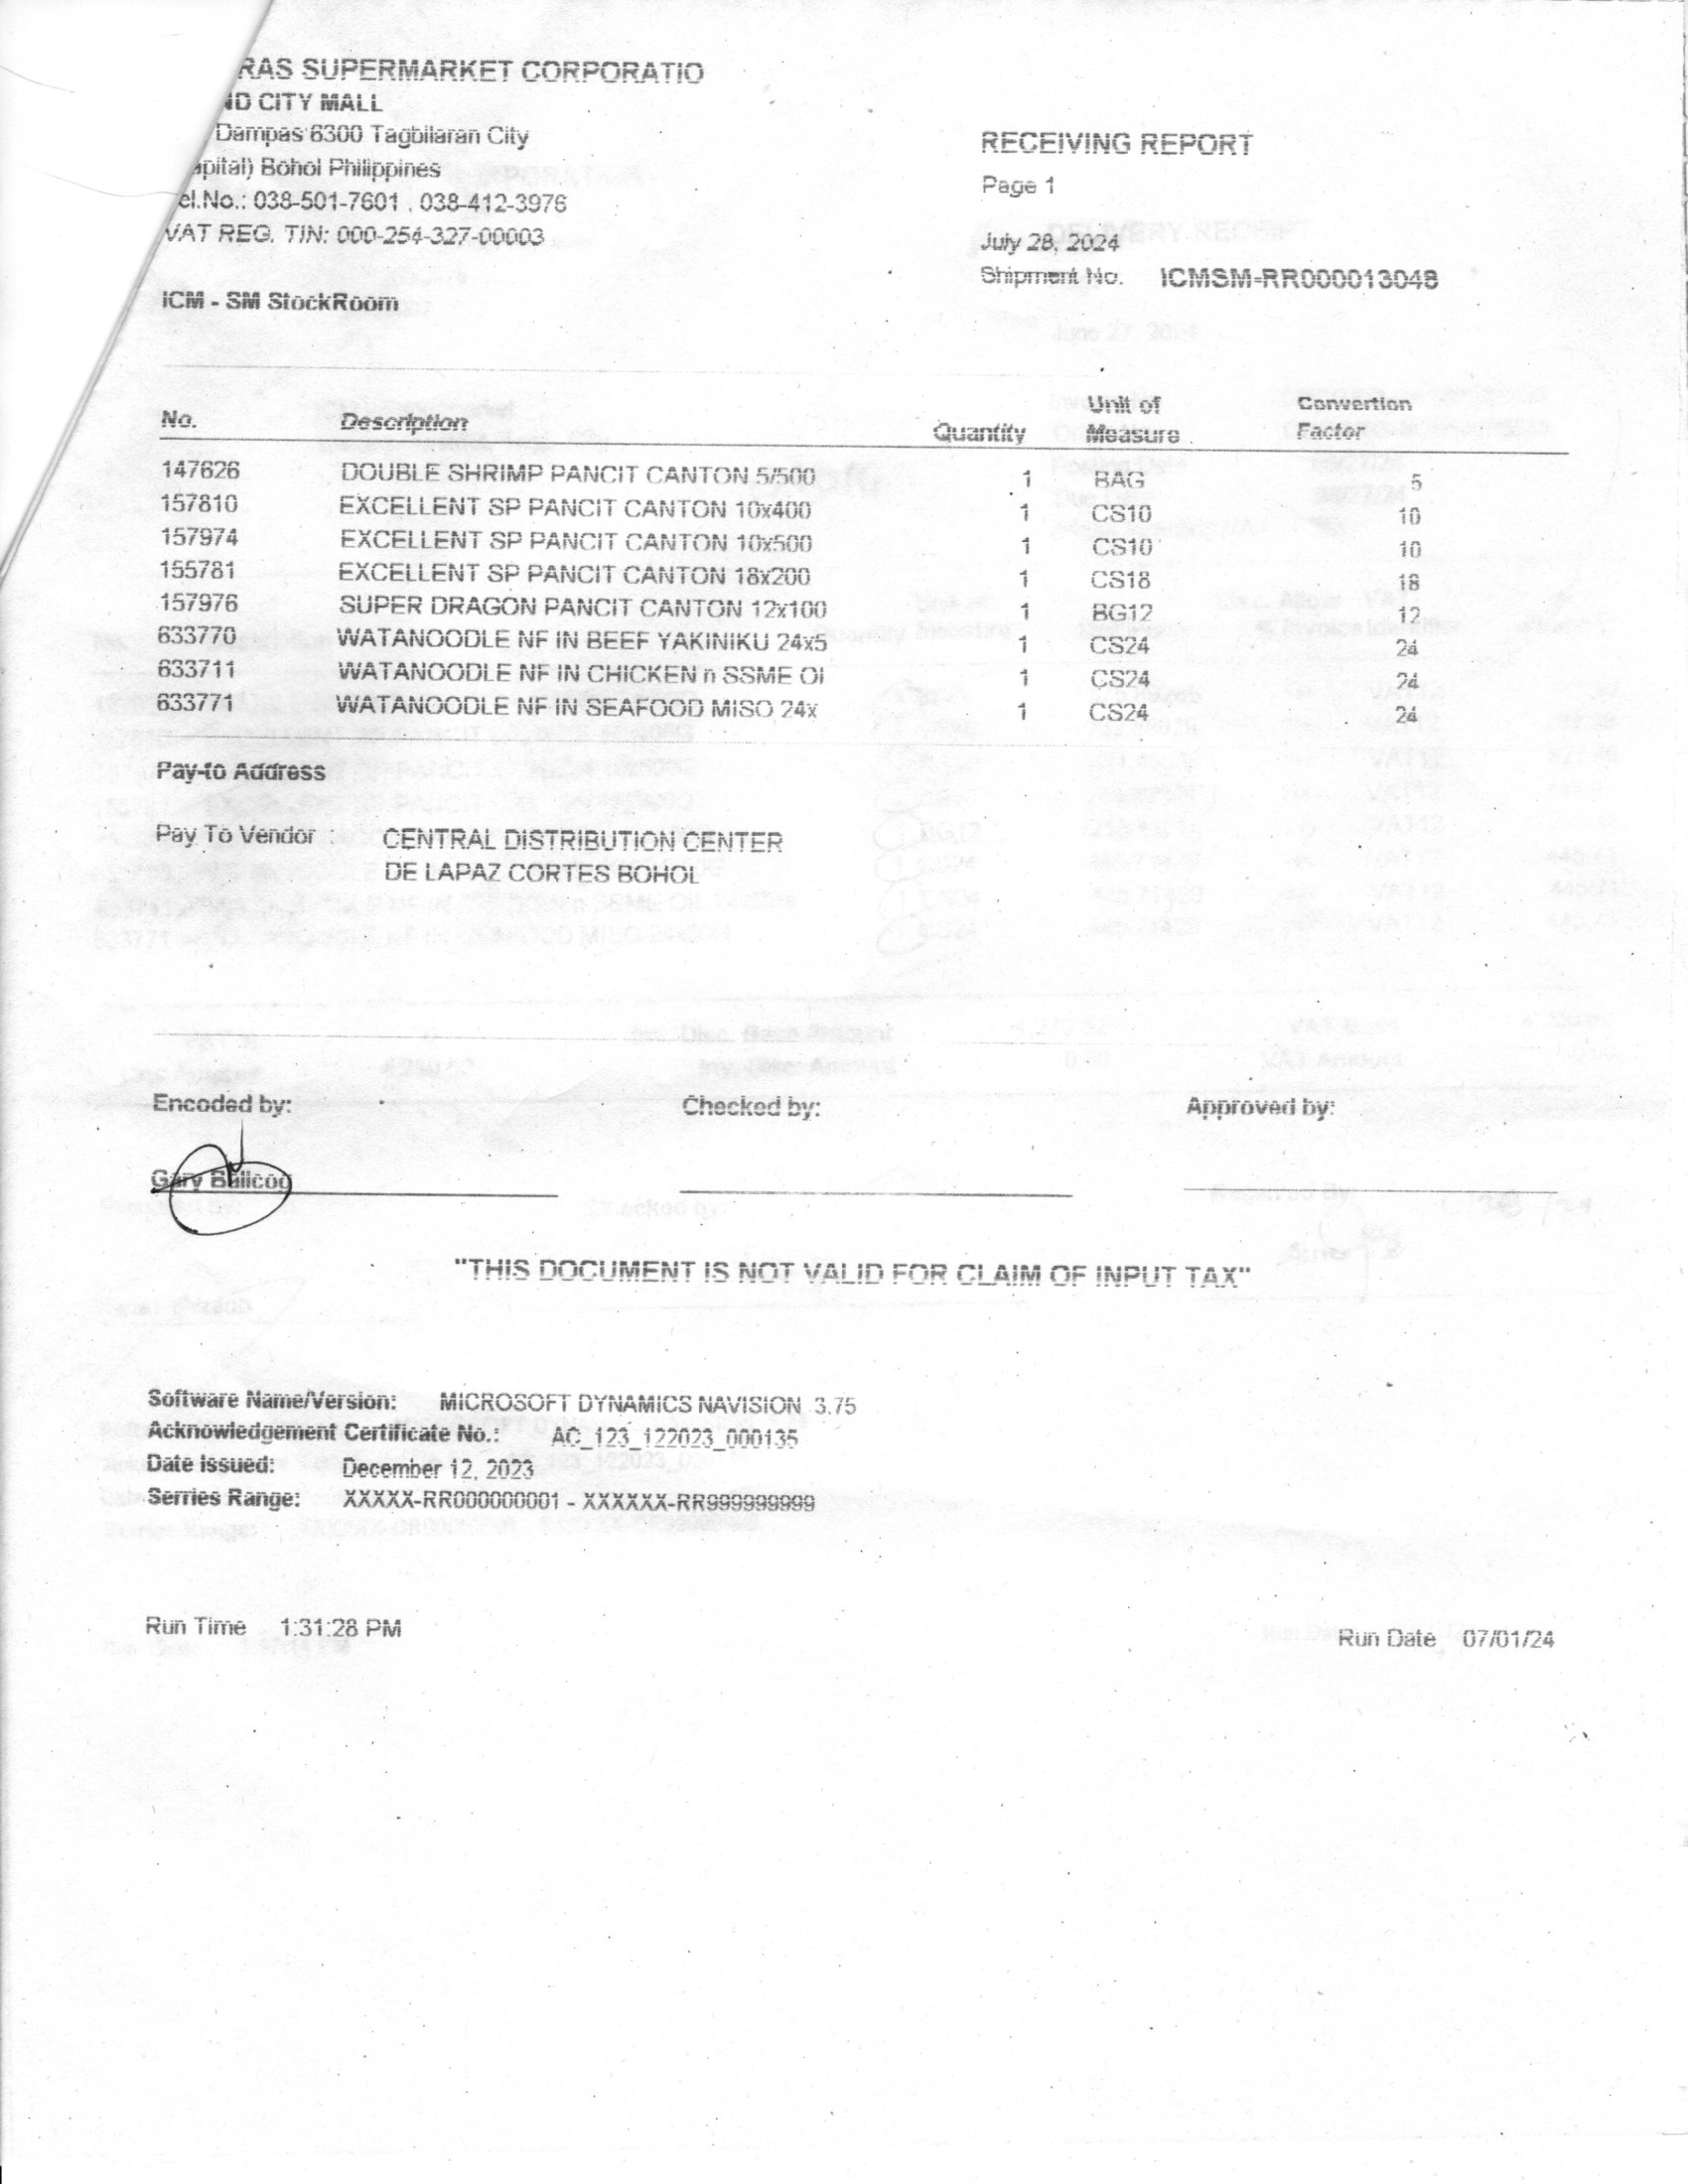 RAS SUPERMARKET CORPORATIO
ND CITY MALL
Dampas 6300 Tagbilaran City
apital) Bohol Philippines
el.No.: 038-501-7601 . 038-412-3976
VAT REG. TIN: 000-254-327-00003
RECEIVING REPORT
Page 1
July 28, 2024
Shipment No. ICMSM-RR000013048
ICM - SM StockRoom
No. Description Quantity Unit of Measure Convertion Factor
147626 DOUBLE SHRIMP PANCIT CANTON 5/500 1 BAG 5
157810 EXCELLENT SP PANCIT CANTON 10x400 1 CS10 10
157974 EXCELLENT SP PANCIT CANTON 10x500 1 CS10 10
155781 EXCELLENT SP PANCIT CANTON 18x200 1 CS18 18
157976 SUPER DRAGON PANCIT CANTON 12x100 1 BG12 12
633770 WATANOODLE NF IN BEEF YAKINIKU 24x5 1 CS24 24
633711 WATANOODLE NF IN CHICKEN n SSME OI 1 CS24 24
633771 WATANOODLE NF IN SEAFOOD MISO 24x 1 CS24 24
Pay-to Address
Pay To Vendor : CENTRAL DISTRIBUTION CENTER
DE LAPAZ CORTES BOHOL
Encoded by: Checked by: Approved by:
Gary Balicog
"THIS DOCUMENT IS NOT VALID FOR CLAIM OF INPUT TAX"
Software Name/Version: MICROSOFT DYNAMICS NAVISION 3.75
Acknowledgement Certificate No.: AC_123_122023_000135
Date issued: December 12, 2023
Serries Range: XXXXX-RR000000001 - XXXXXX-RR999999999
Run Time 1:31:28 PM
Run Date 07/01/24